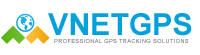 VNETGPS
PROFESSIONAL GPS TRACKING SOLUTIONS